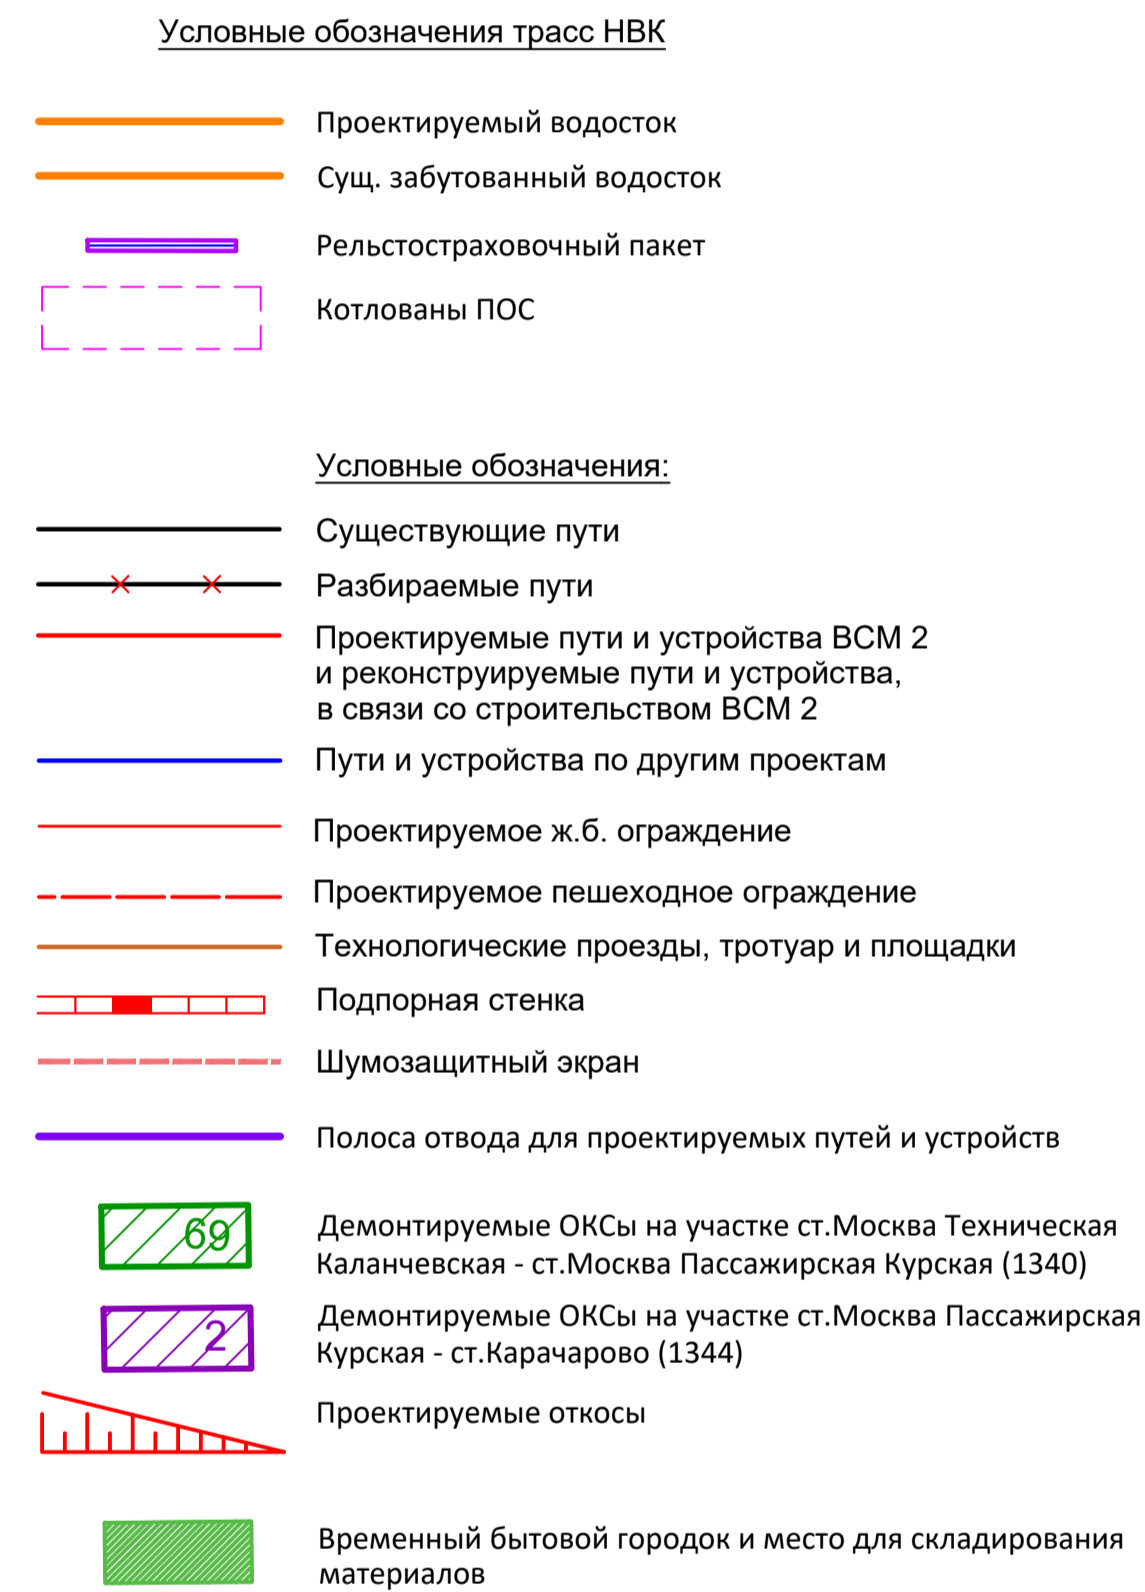 Условные обозначения трасс НВК
Проектируемый водосток
Сущ. забутованный водосток
Рельстостраховочный пакет
Котлованы ПОС
Условные обозначения:
Существующие пути
Разбираемые пути
Проектируемые пути и устройства ВСМ 2
и реконструируемые пути и устройства,
в связи со строительством ВСМ 2
Пути и устройства по другим проектам
Проектируемое ж.б. ограждение
Проектируемое пешеходное ограждение
Технологические проезды, тротуар и площадки
Подпорная стенка
Шумозащитный экран
Полоса отвода для проектируемых путей и устройств
69
Демонтируемые ОКСы на участке ст.Москва Техническая
Каланчевская - ст.Москва Пассажирская Курская (1340)
2
Демонтируемые ОКСы на участке ст.Москва Пассажирская
Курская - ст.Карачарово (1344)
Проектируемые откосы
Временный бытовой городок и место для складирования
материалов